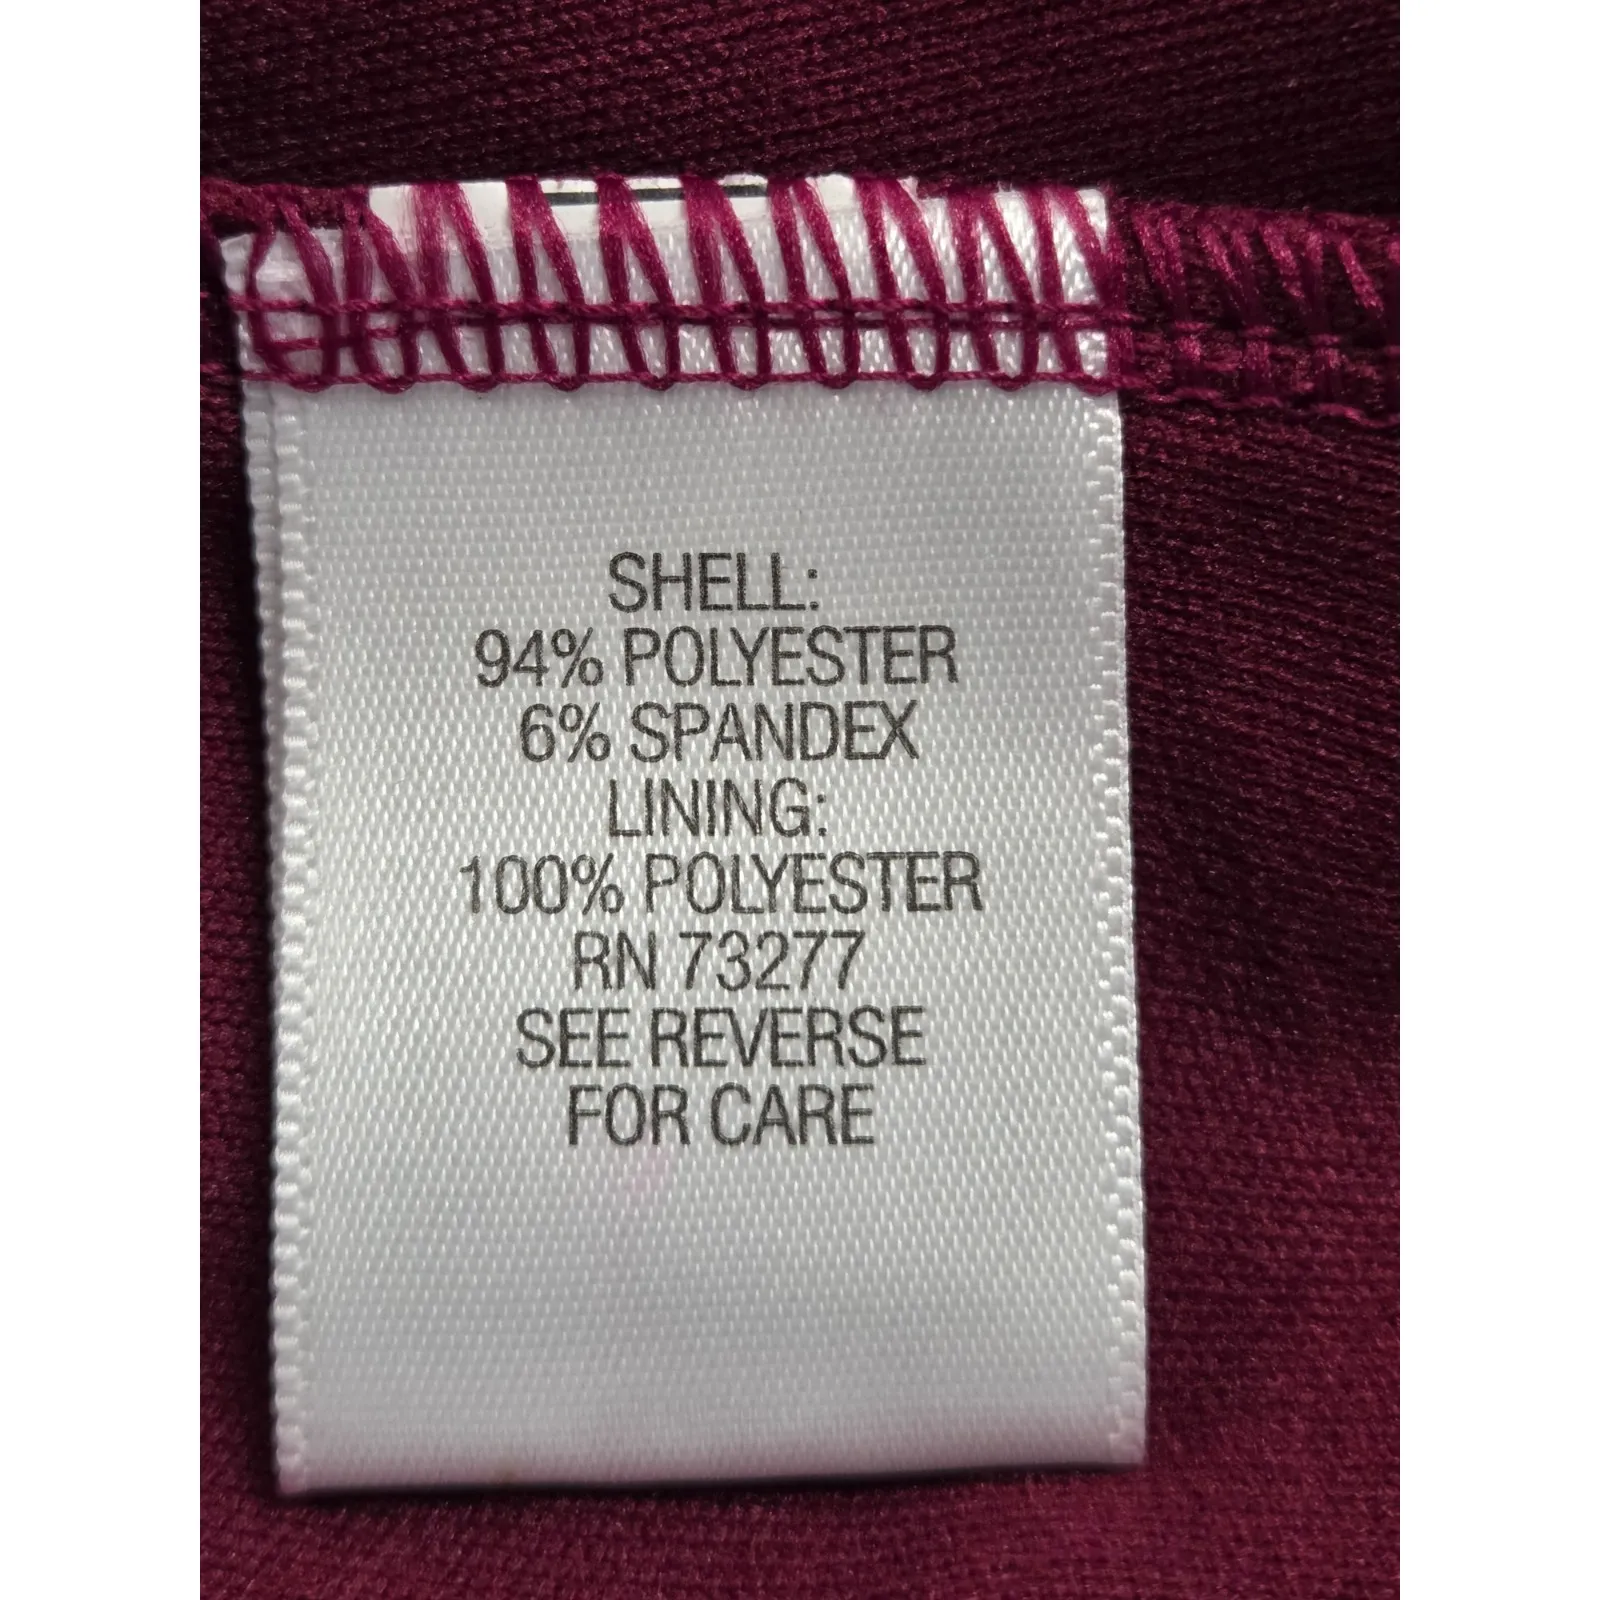 SHELL:
94% POLYESTER
6% SPANDEX
LINING:
100% POLYESTER
RN 73277
SEE REVERSE
FOR CARE